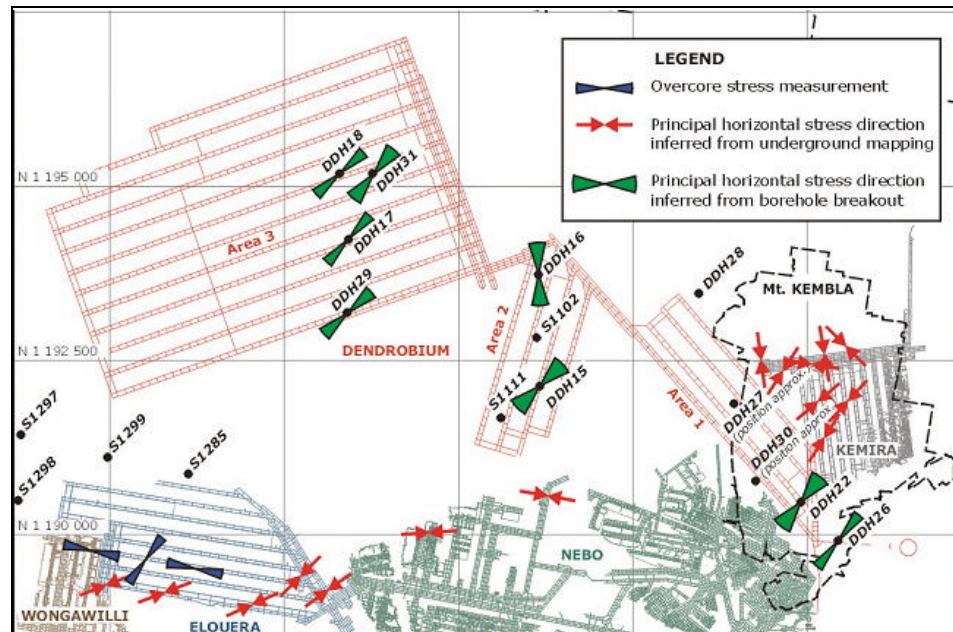 LEGEND
Overcore stress measurement
Principal horizontal stress direction
inferred from underground mapping
Principal horizontal stress direction
inferred from borehole breakout
DDH18
DDH31
N 1 195 000
DDH17
Area 3
DDH16
DDH28
DDH29
Mt. KEMBLA
S1102
Area 2
DENDROBIUM
N 1 192 500
DDH15
S1111
DDH27
(position approx.)
Area 1
S1297
S1299
S1285
DDH30
(position approx.)
KEMIRA
S1298
DDH22
DDH26
N 1 190 000
NEBO
WONGAWILLI
ELOUERA